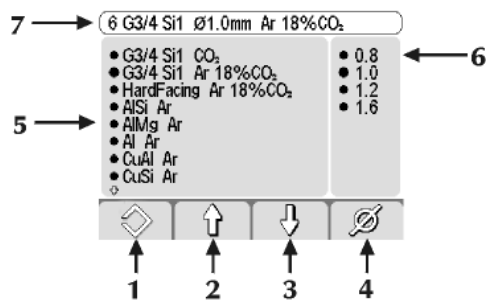 7
6 G3/4 Si1 Ø1.0mm Ar 18%CO₂
6
5
G3/4 Si1 CO₂
G3/4 Si1 Ar 18%CO₂
HardFacing Ar 18%CO₂
AlSi Ar
AlMg Ar
Al Ar
CuAl Ar
CuSi Ar
0.8
1.0
1.2
1.6
1
2
3
4